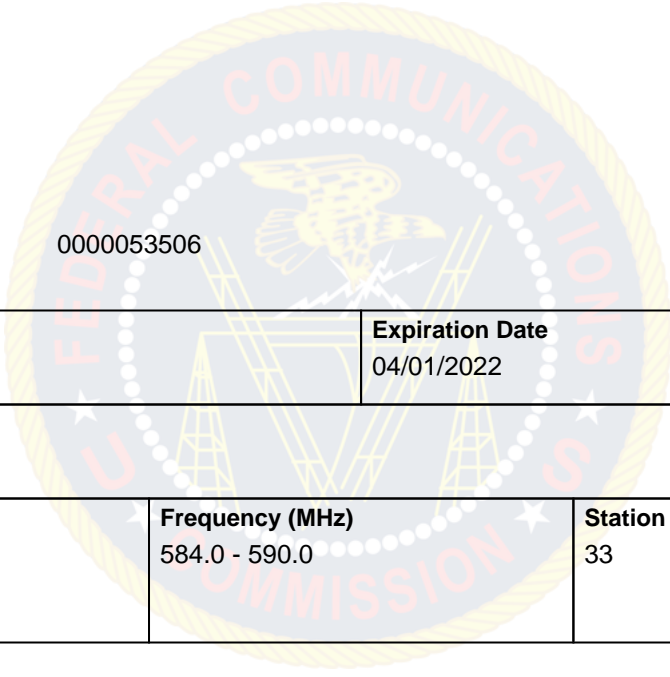 FEDERAL COMMUNICATIONS
0000053506
Expiration Date
04/01/2022
Frequency (MHz)
Station
584.0 - 590.0
33
U S
COMMISSION